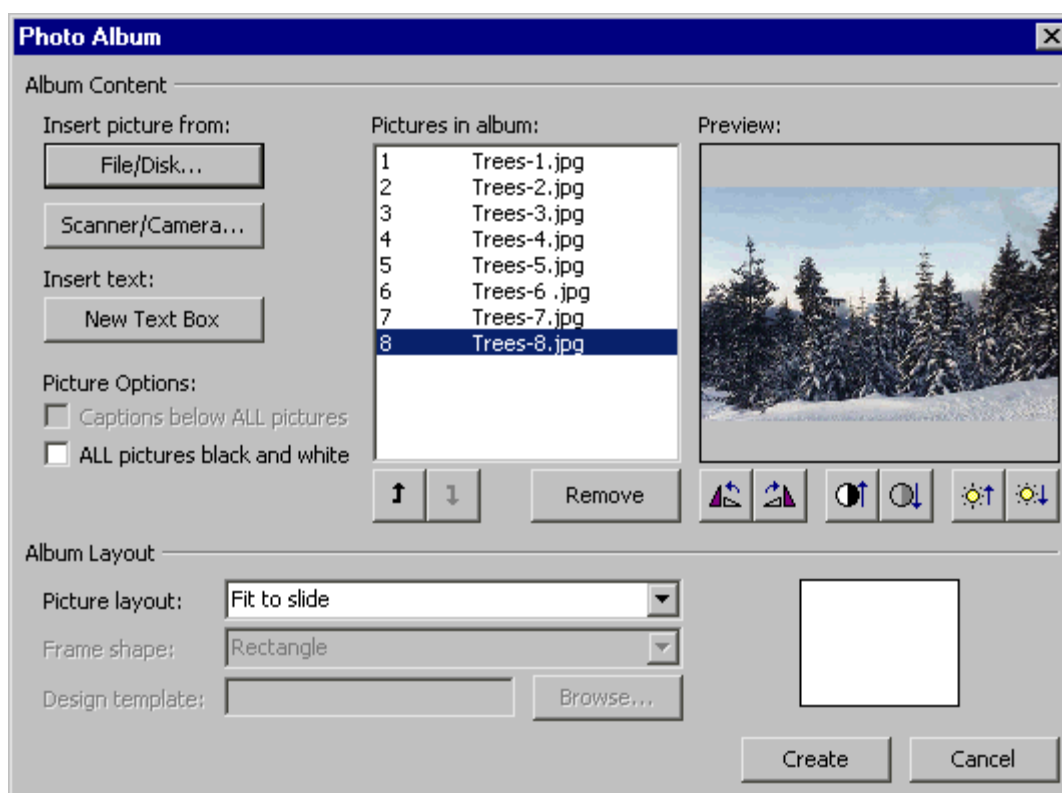 Photo Album
Album Content
Insert picture from:
File/Disk...
Scanner/Camera...
Insert text:
New Text Box
Picture Options:
Captions below ALL pictures
ALL pictures black and white
Pictures in album:
1 Trees-1.jpg
2 Trees-2.jpg
3 Trees-3.jpg
4 Trees-4.jpg
5 Trees-5.jpg
6 Trees-6 .jpg
7 Trees-7.jpg
8 Trees-8.jpg
Remove
Preview:
Album Layout
Picture layout: Fit to slide
Frame shape: Rectangle
Design template: Browse...
Create Cancel